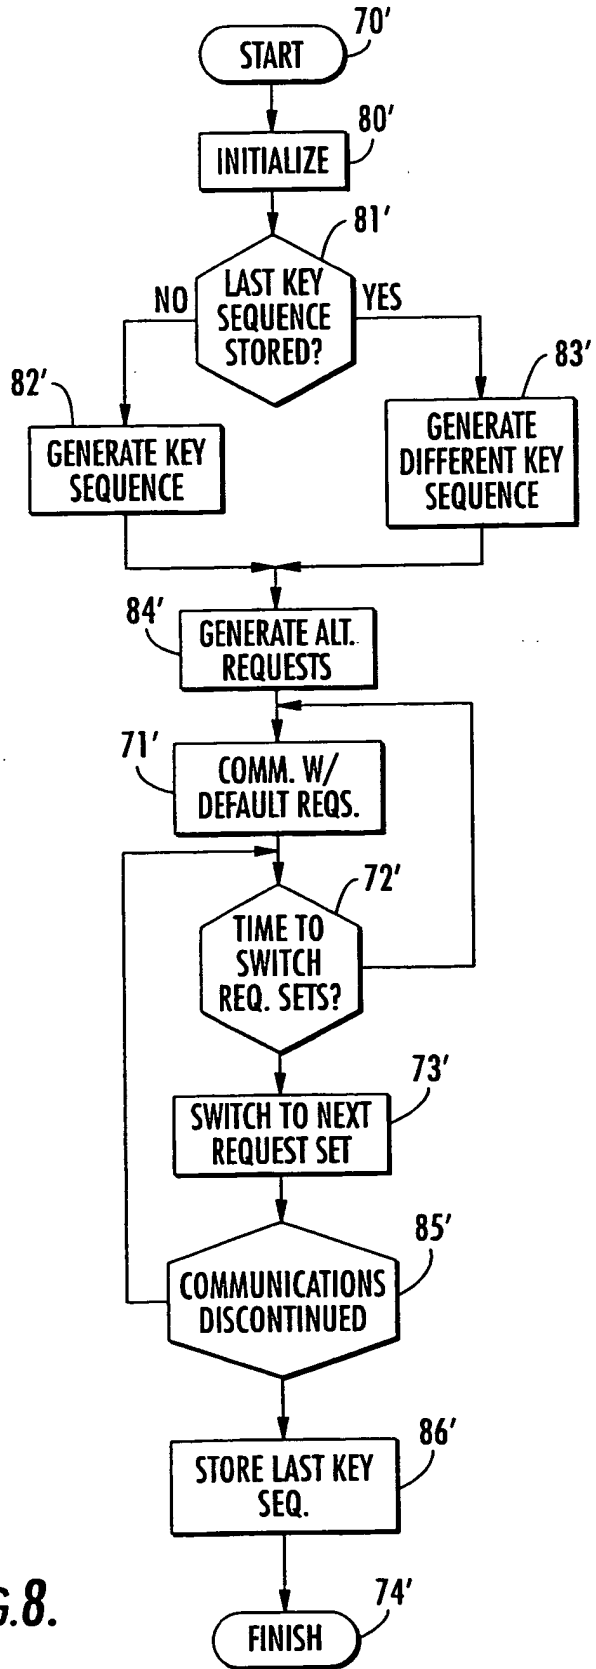 70'
START
80'
INITIALIZE
81'
LAST KEY
SEQUENCE
STORED?
NO
YES
82'
GENERATE KEY
SEQUENCE
83'
GENERATE
DIFFERENT KEY
SEQUENCE
84'
GENERATE ALT.
REQUESTS
71'
COMM. W/
DEFAULT REQS.
72'
TIME TO
SWITCH
REQ. SETS?
73'
SWITCH TO NEXT
REQUEST SET
85'
COMMUNICATIONS
DISCONTINUED
86'
STORE LAST KEY
SEQ.
74'
FINISH
G.8.